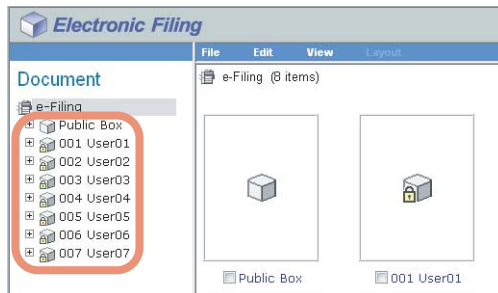 Electronic Filing
File Edit View Layout
Document
e-Filing (8 items)
e-Filing
Public Box
001 User01
002 User02
003 User03
004 User04
005 User05
006 User06
007 User07
Public Box
001 User01